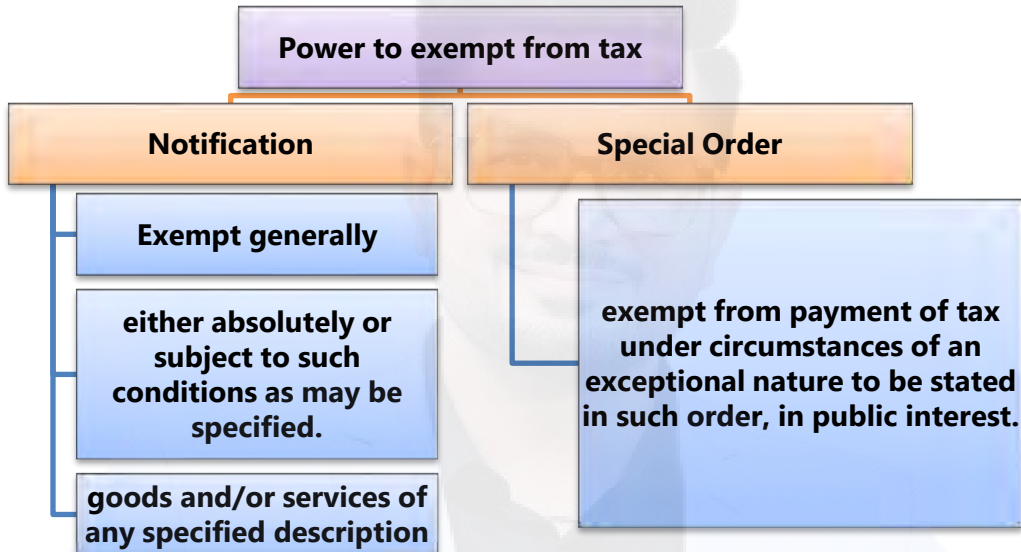 Power to exempt from tax
Notification
Special Order
Exempt generally
either absolutely or
subject to such
conditions as may be
specified.
goods and/or services of
any specified description
exempt from payment of tax
under circumstances of an
exceptional nature to be stated
in such order, in public interest.